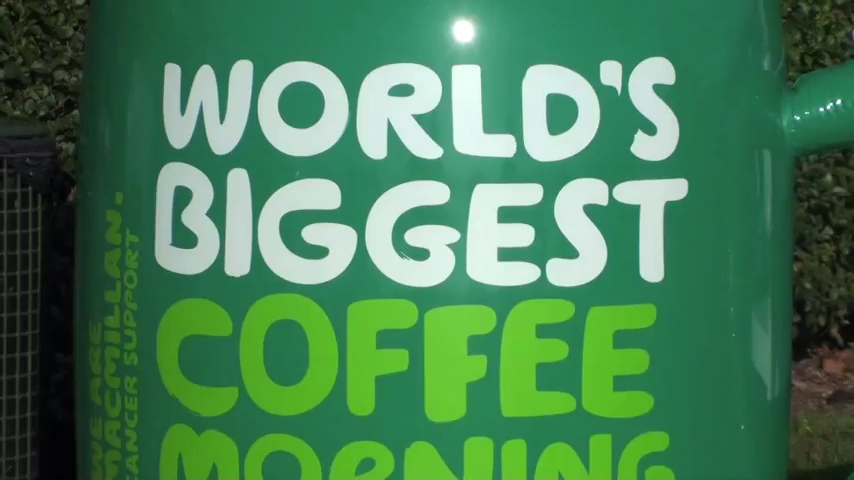 WORLD'S
BIGGEST
COFFEE
MORNING
WE ARE
MACMILLAN.
CANCER SUPPORT